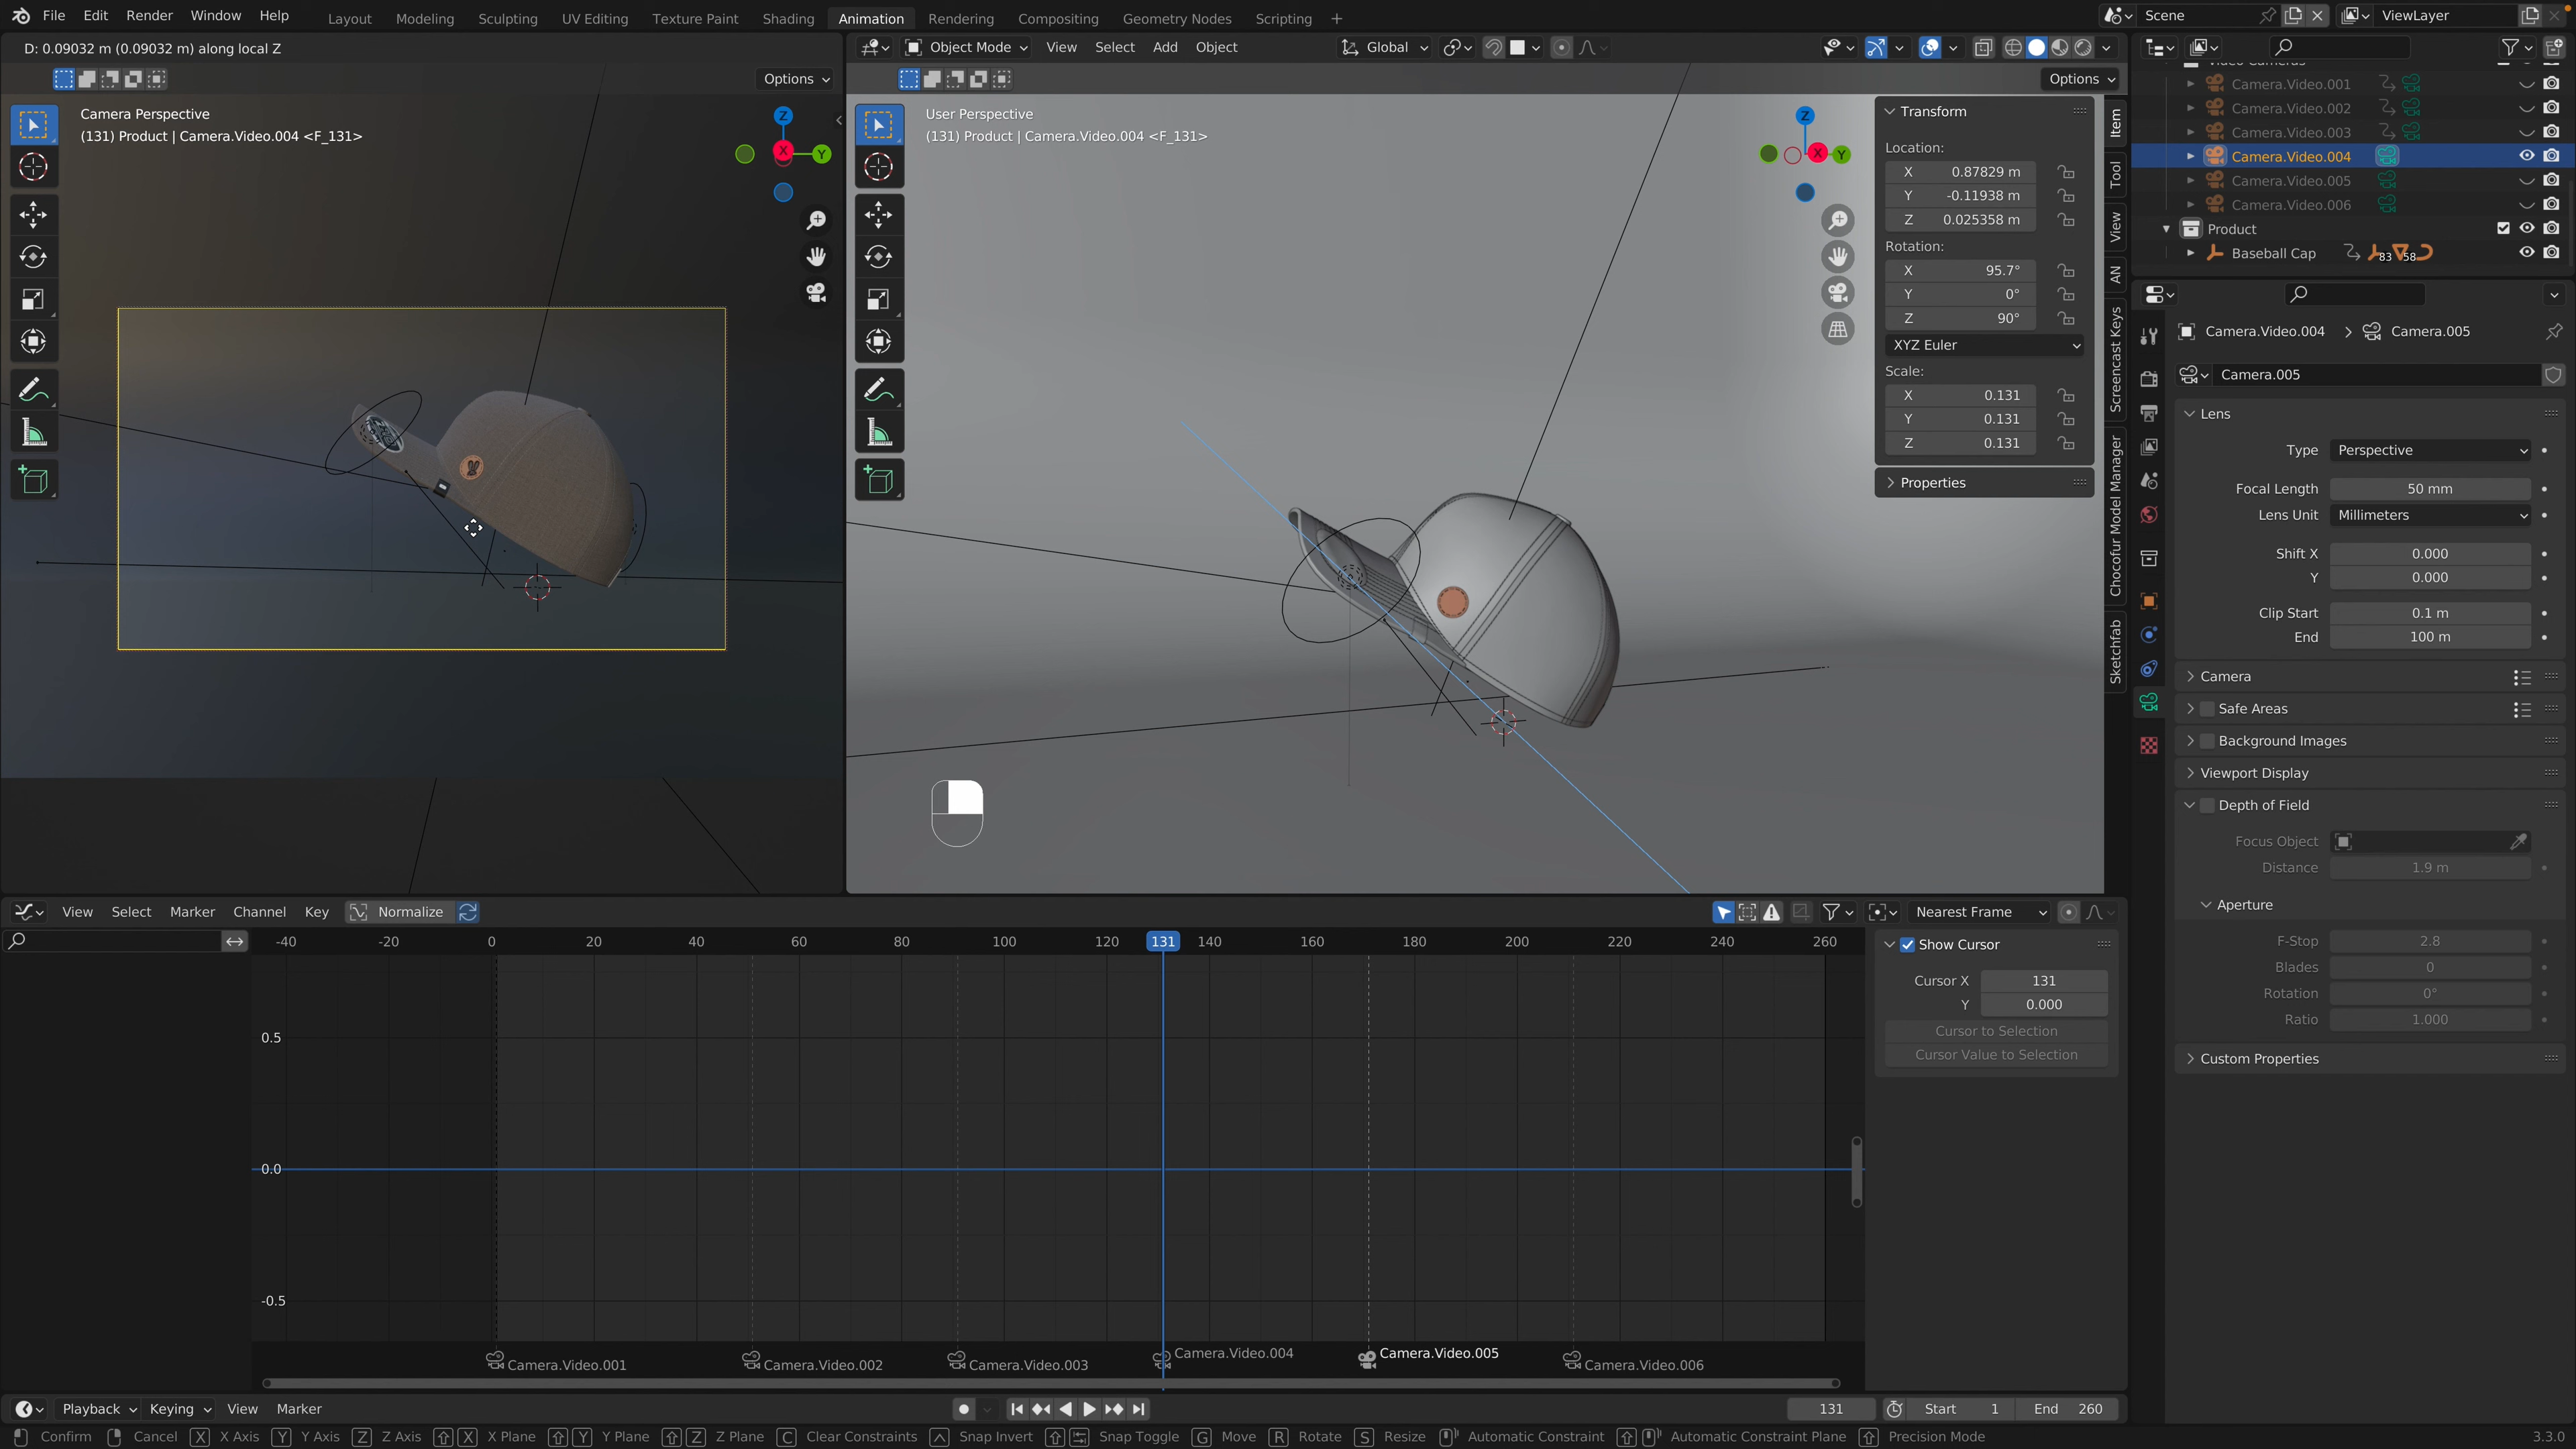 File Edit Render Window Help
Layout Modeling Sculpting UV Editing Texture Paint Shading Animation Rendering Compositing Geometry Nodes Scripting +
Scene
ViewLayer
D: 0.09032 m (0.09032 m) along local Z
Object Mode View Select Add Object
Global
Options
Options
Camera Perspective
(131) Product | Camera.Video.004 <F_131>
User Perspective
(131) Product | Camera.Video.004 <F_131>
Z
X
Y
Z
X
Y
Transform
Location:
X 0.87829 m
Y -0.11938 m
Z 0.025358 m
Rotation:
X 95.7°
Y 0°
Z 90°
XYZ Euler
Scale:
X 0.131
Y 0.131
Z 0.131
Properties
Item
Tool
View
AN
Screencast Keys
Chocofur Model Manager
Sketchfab
Video Cameras
Camera.Video.001
Camera.Video.002
Camera.Video.003
Camera.Video.004
Camera.Video.005
Camera.Video.006
Product
Baseball Cap 83 58
Camera.Video.004 > Camera.005
Camera.005
Lens
Type Perspective
Focal Length 50 mm
Lens Unit Millimeters
Shift X 0.000
Y 0.000
Clip Start 0.1 m
End 100 m
Camera
Safe Areas
Background Images
Viewport Display
Depth of Field
Focus Object
Distance 1.9 m
Aperture
F-Stop 2.8
Blades 0
Rotation 0°
Ratio 1.000
Custom Properties
View Select Marker Channel Key Normalize
Nearest Frame
-40 -20 0 20 40 60 80 100 120 131 140 160 180 200 220 240 260
0.5
0.0
-0.5
Show Cursor
Cursor X 131
Y 0.000
Cursor to Selection
Cursor Value to Selection
Camera.Video.001
Camera.Video.002
Camera.Video.003
Camera.Video.004
Camera.Video.005
Camera.Video.006
Playback Keying View Marker
131 Start 1 End 260
Confirm Cancel X X Axis Y Y Axis Z Z Axis X X Plane Y Y Plane Z Z Plane C Clear Constraints Snap Invert Snap Toggle G Move R Rotate S Resize Automatic Constraint Automatic Constraint Plane Precision Mode
3.3.0